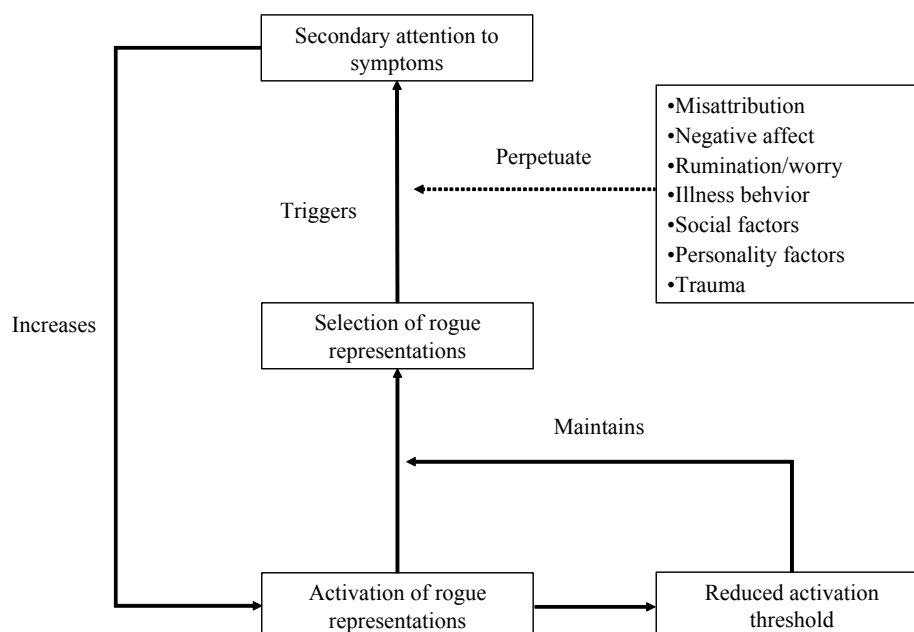 Secondary attention to
symptoms
•Misattribution
•Negative affect
•Rumination/worry
•Illness behvior
•Social factors
•Personality factors
•Trauma
Perpetuate
Triggers
Increases
Selection of rogue
representations
Maintains
Activation of rogue
representations
Reduced activation
threshold